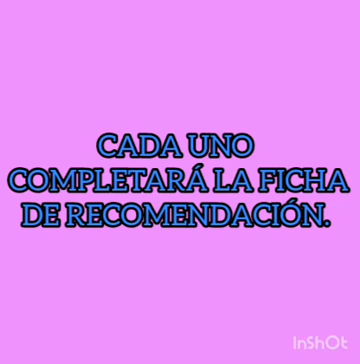 CADA UNO
COMPLETARÁ LA FICHA
DE RECOMENDACIÓN.
InShOt